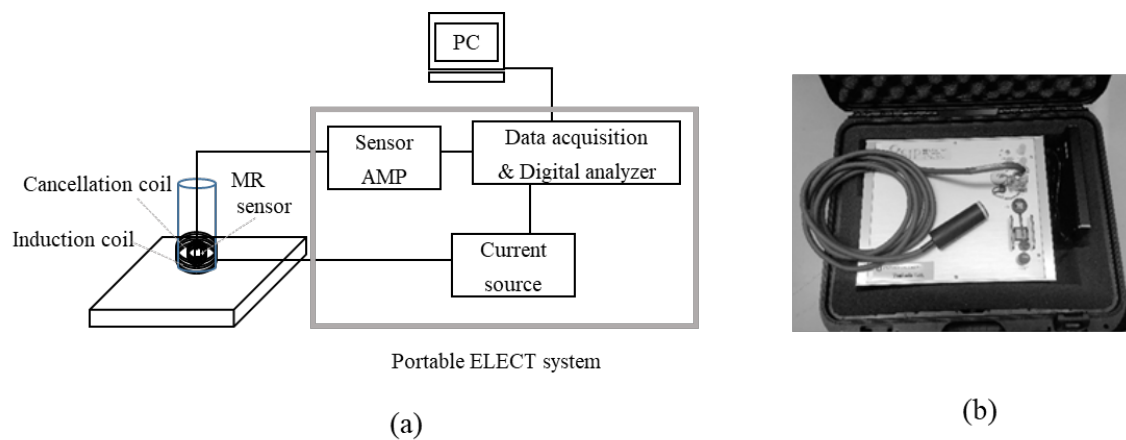 PC
Sensor
AMP
Data acquisition
& Digital analyzer
Cancellation coil
MR
sensor
Induction coil
Current
source
Portable ELECT system
(a)
(b)